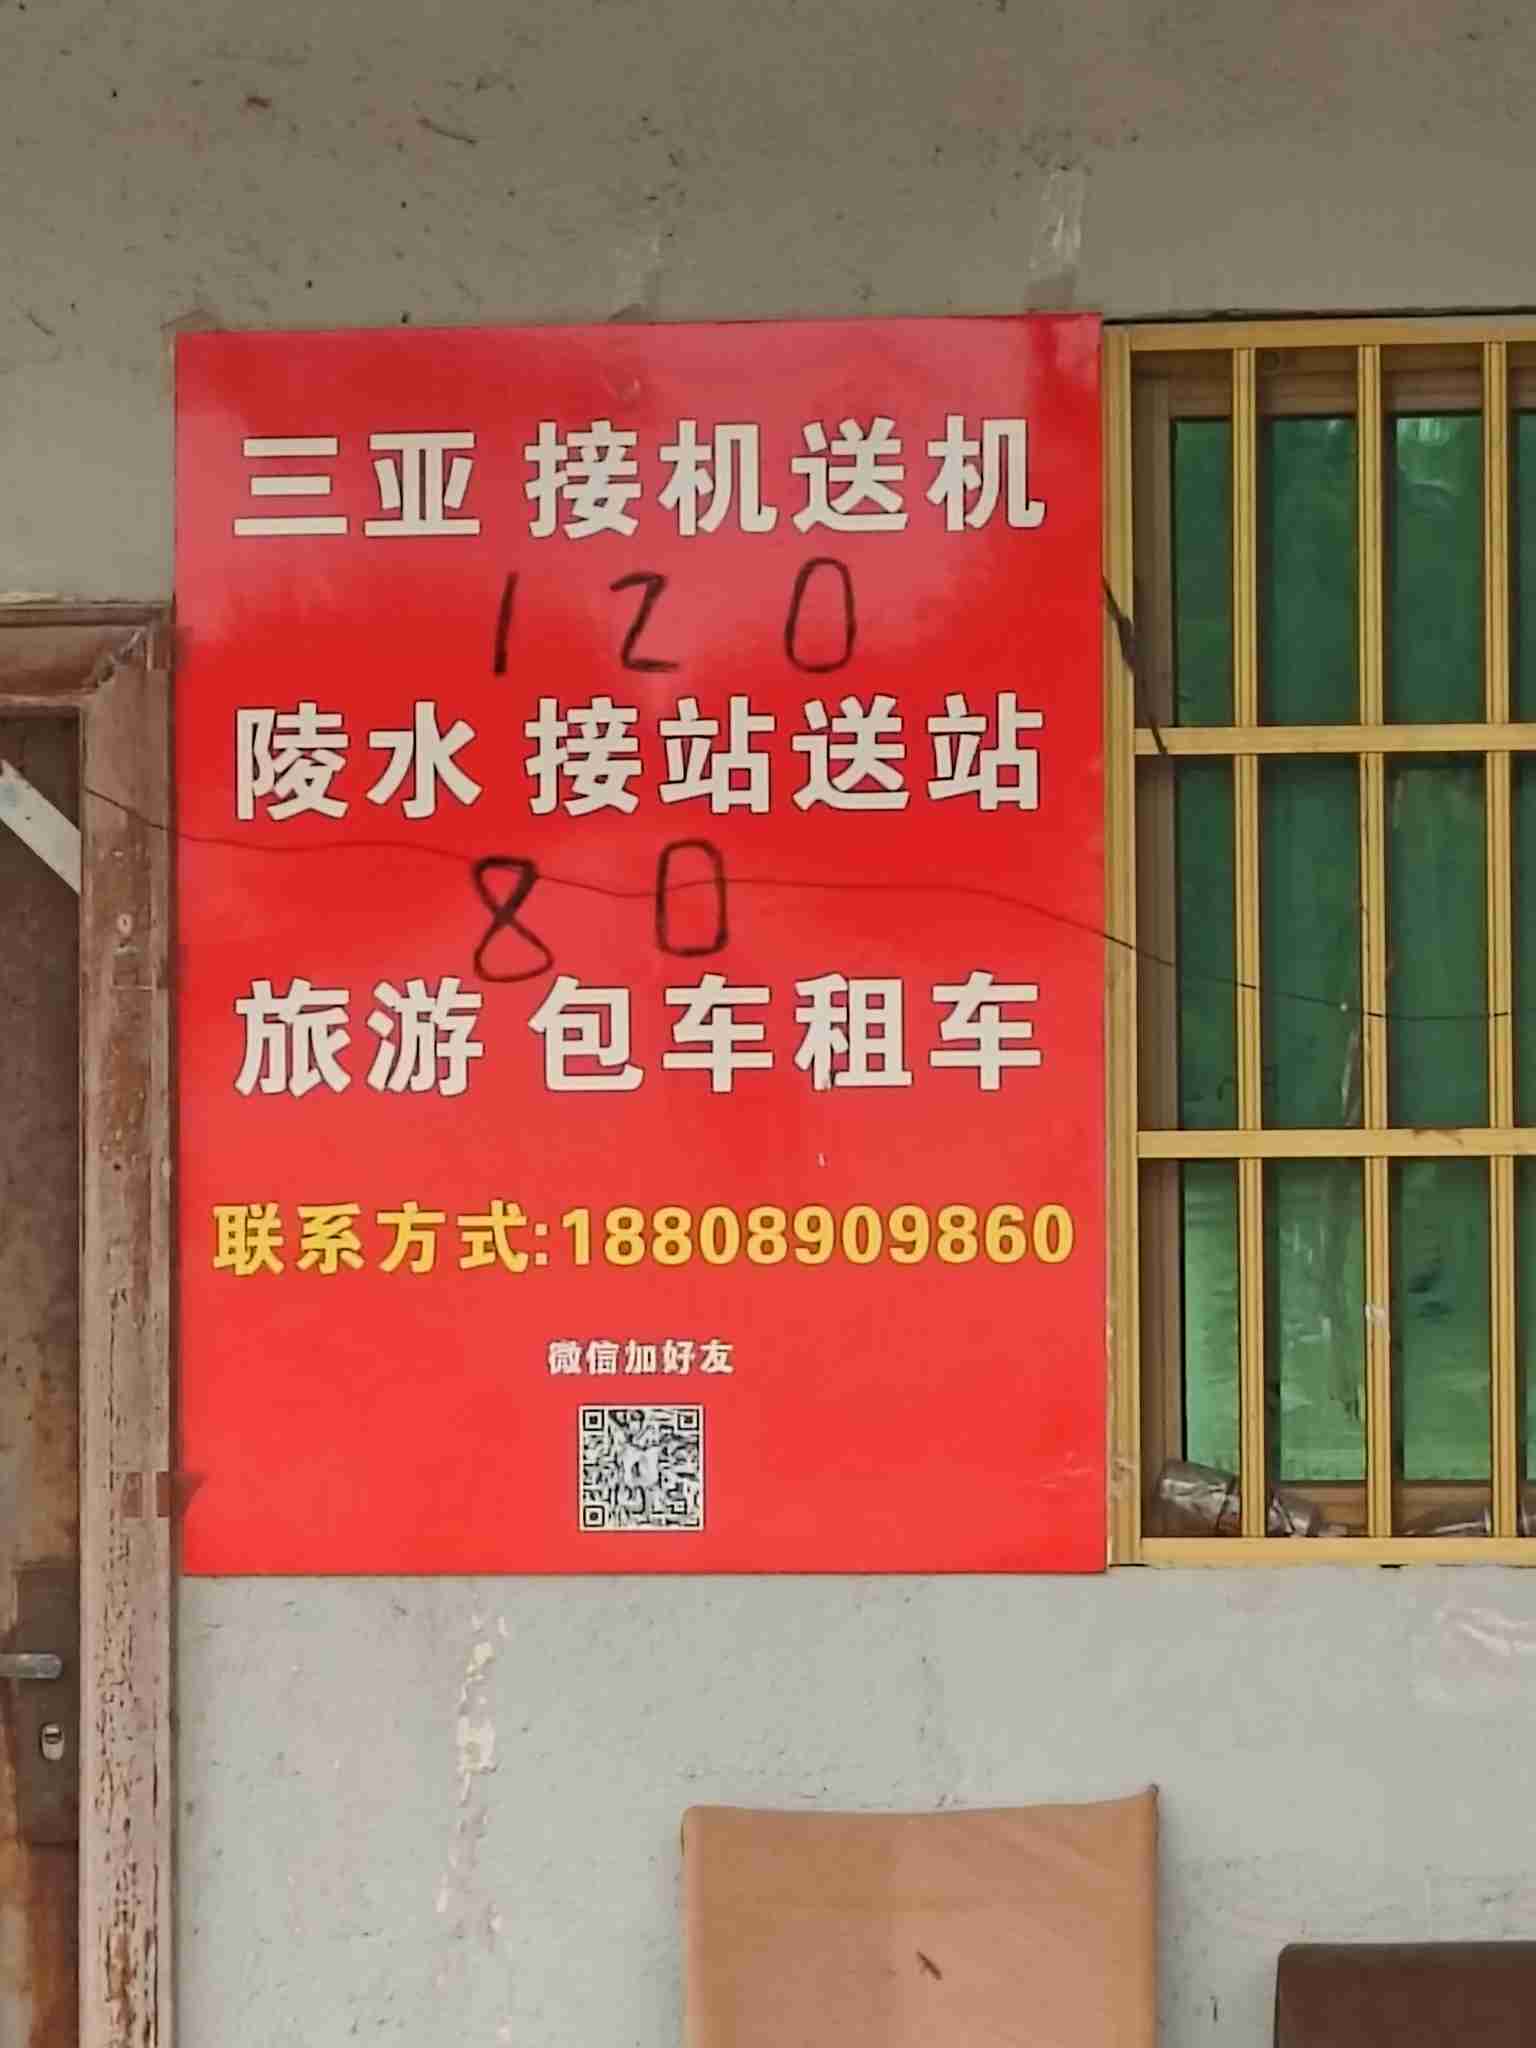 三亚 接机送机
120
陵水 接站送站
80
旅游 包车租车
联系方式:18808909860
微信加好友